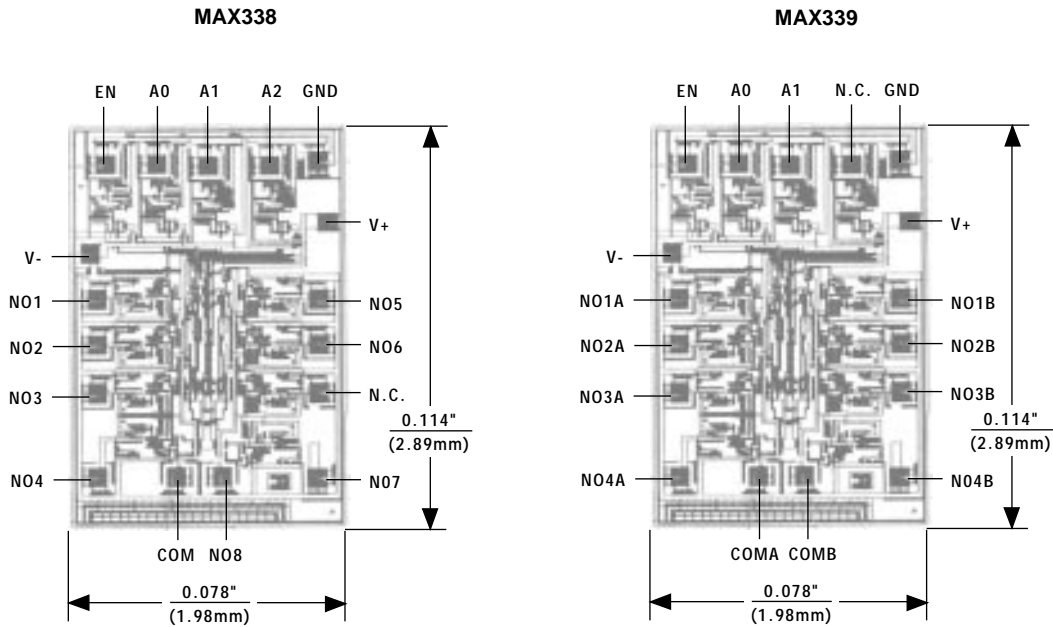 MAX338
EN A0 A1 A2 GND
V+
V-
NO1
NO5
NO2
NO6
NO3
N.C.
0.114"
(2.89mm)
NO4
NO7
COM NO8
0.078"
(1.98mm)
MAX339
EN A0 A1 N.C. GND
V+
V-
NO1A
NO1B
NO2A
NO2B
NO3A
NO3B
0.114"
(2.89mm)
NO4A
NO4B
COMA COMB
0.078"
(1.98mm)